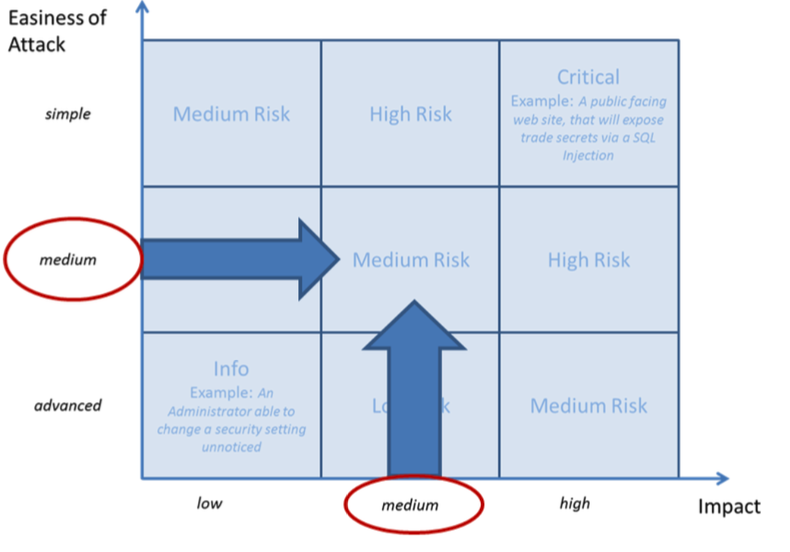 Easiness of
Attack
simple
Medium Risk
High Risk
Critical
Example: A public facing
web site, that will expose
trade secrets via a SQL
Injection
medium
Medium Risk
High Risk
advanced
Info
Example: An
Administrator able to
change a security setting
unnoticed
Medium Risk
low
medium
high
Impact